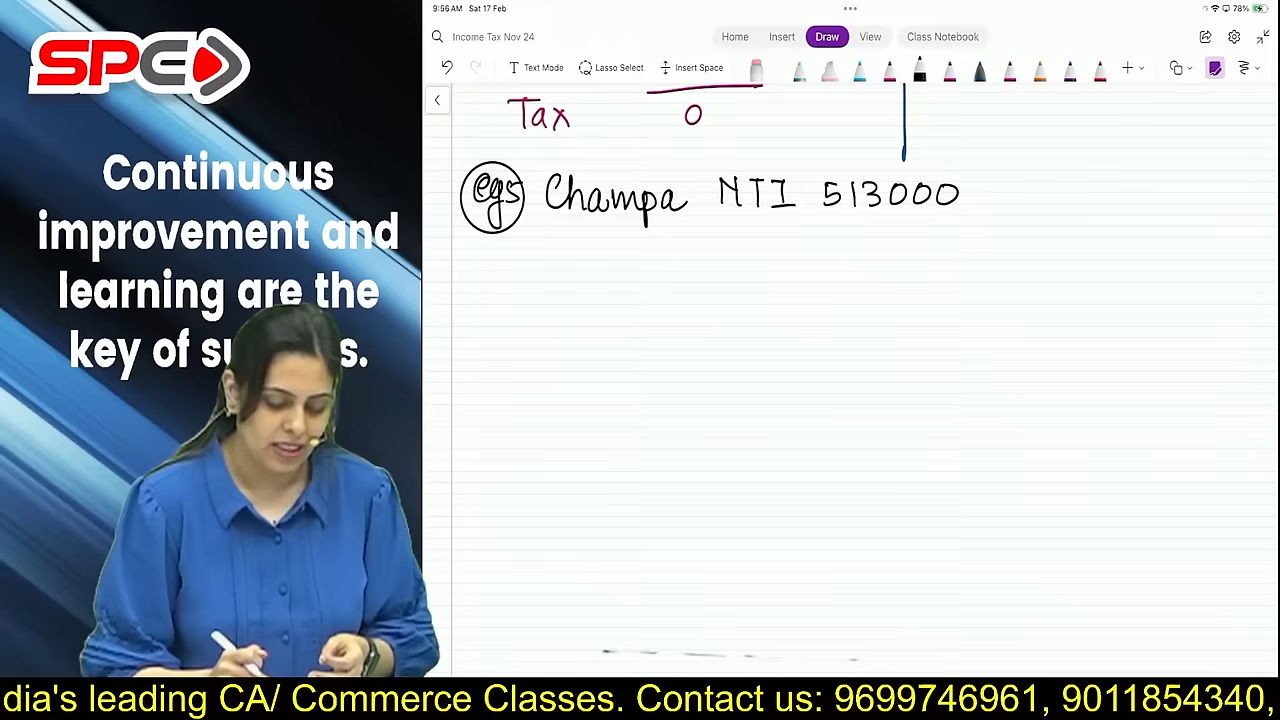 SPED
Continuous
improvement and
learning are the
key of su s.
9:56 AM Sat 17 Feb
78%
Income Tax Nov 24
Home Insert Draw View Class Notebook
Text Mode Lasso Select Insert Space
Tax 0
eg5 Champa NTI 513000
dia's leading CA/ Commerce Classes. Contact us: 9699746961, 9011854340,